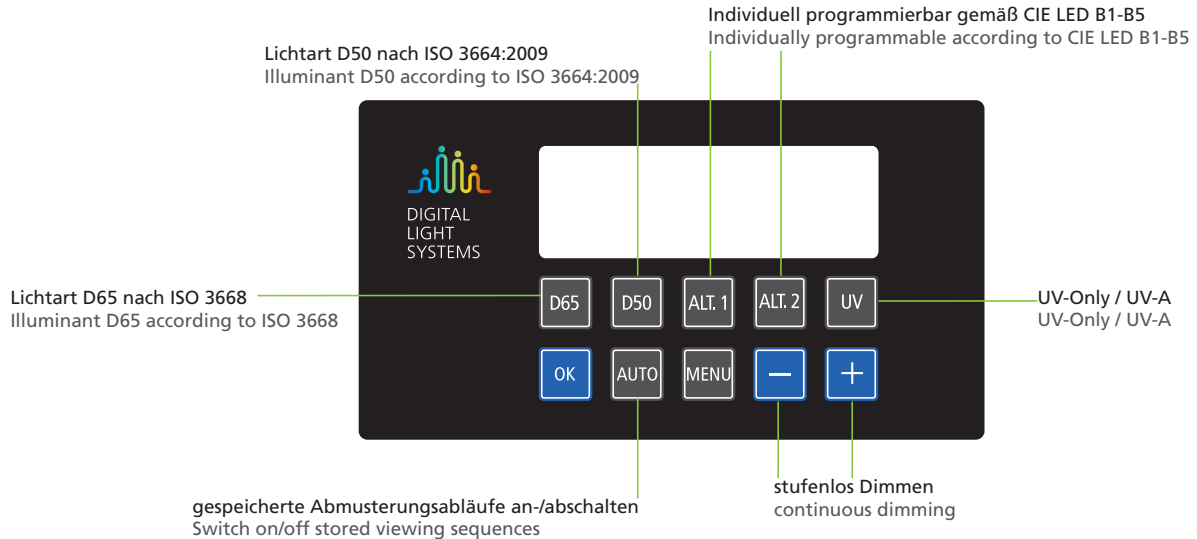 Individuell programmierbar gemäß CIE LED B1-B5
Individually programmable according to CIE LED B1-B5
Lichtart D50 nach ISO 3664:2009
Illuminant D50 according to ISO 3664:2009
DIGITAL
LIGHT
SYSTEMS
Lichtart D65 nach ISO 3668
Illuminant D65 according to ISO 3668
D65 D50 ALT. 1 ALT. 2 UV
UV-Only / UV-A
UV-Only / UV-A
OK AUTO MENU − +
gespeicherte Abmusterungsabläufe an-/abschalten
Switch on/off stored viewing sequences
stufenlos Dimmen
continuous dimming